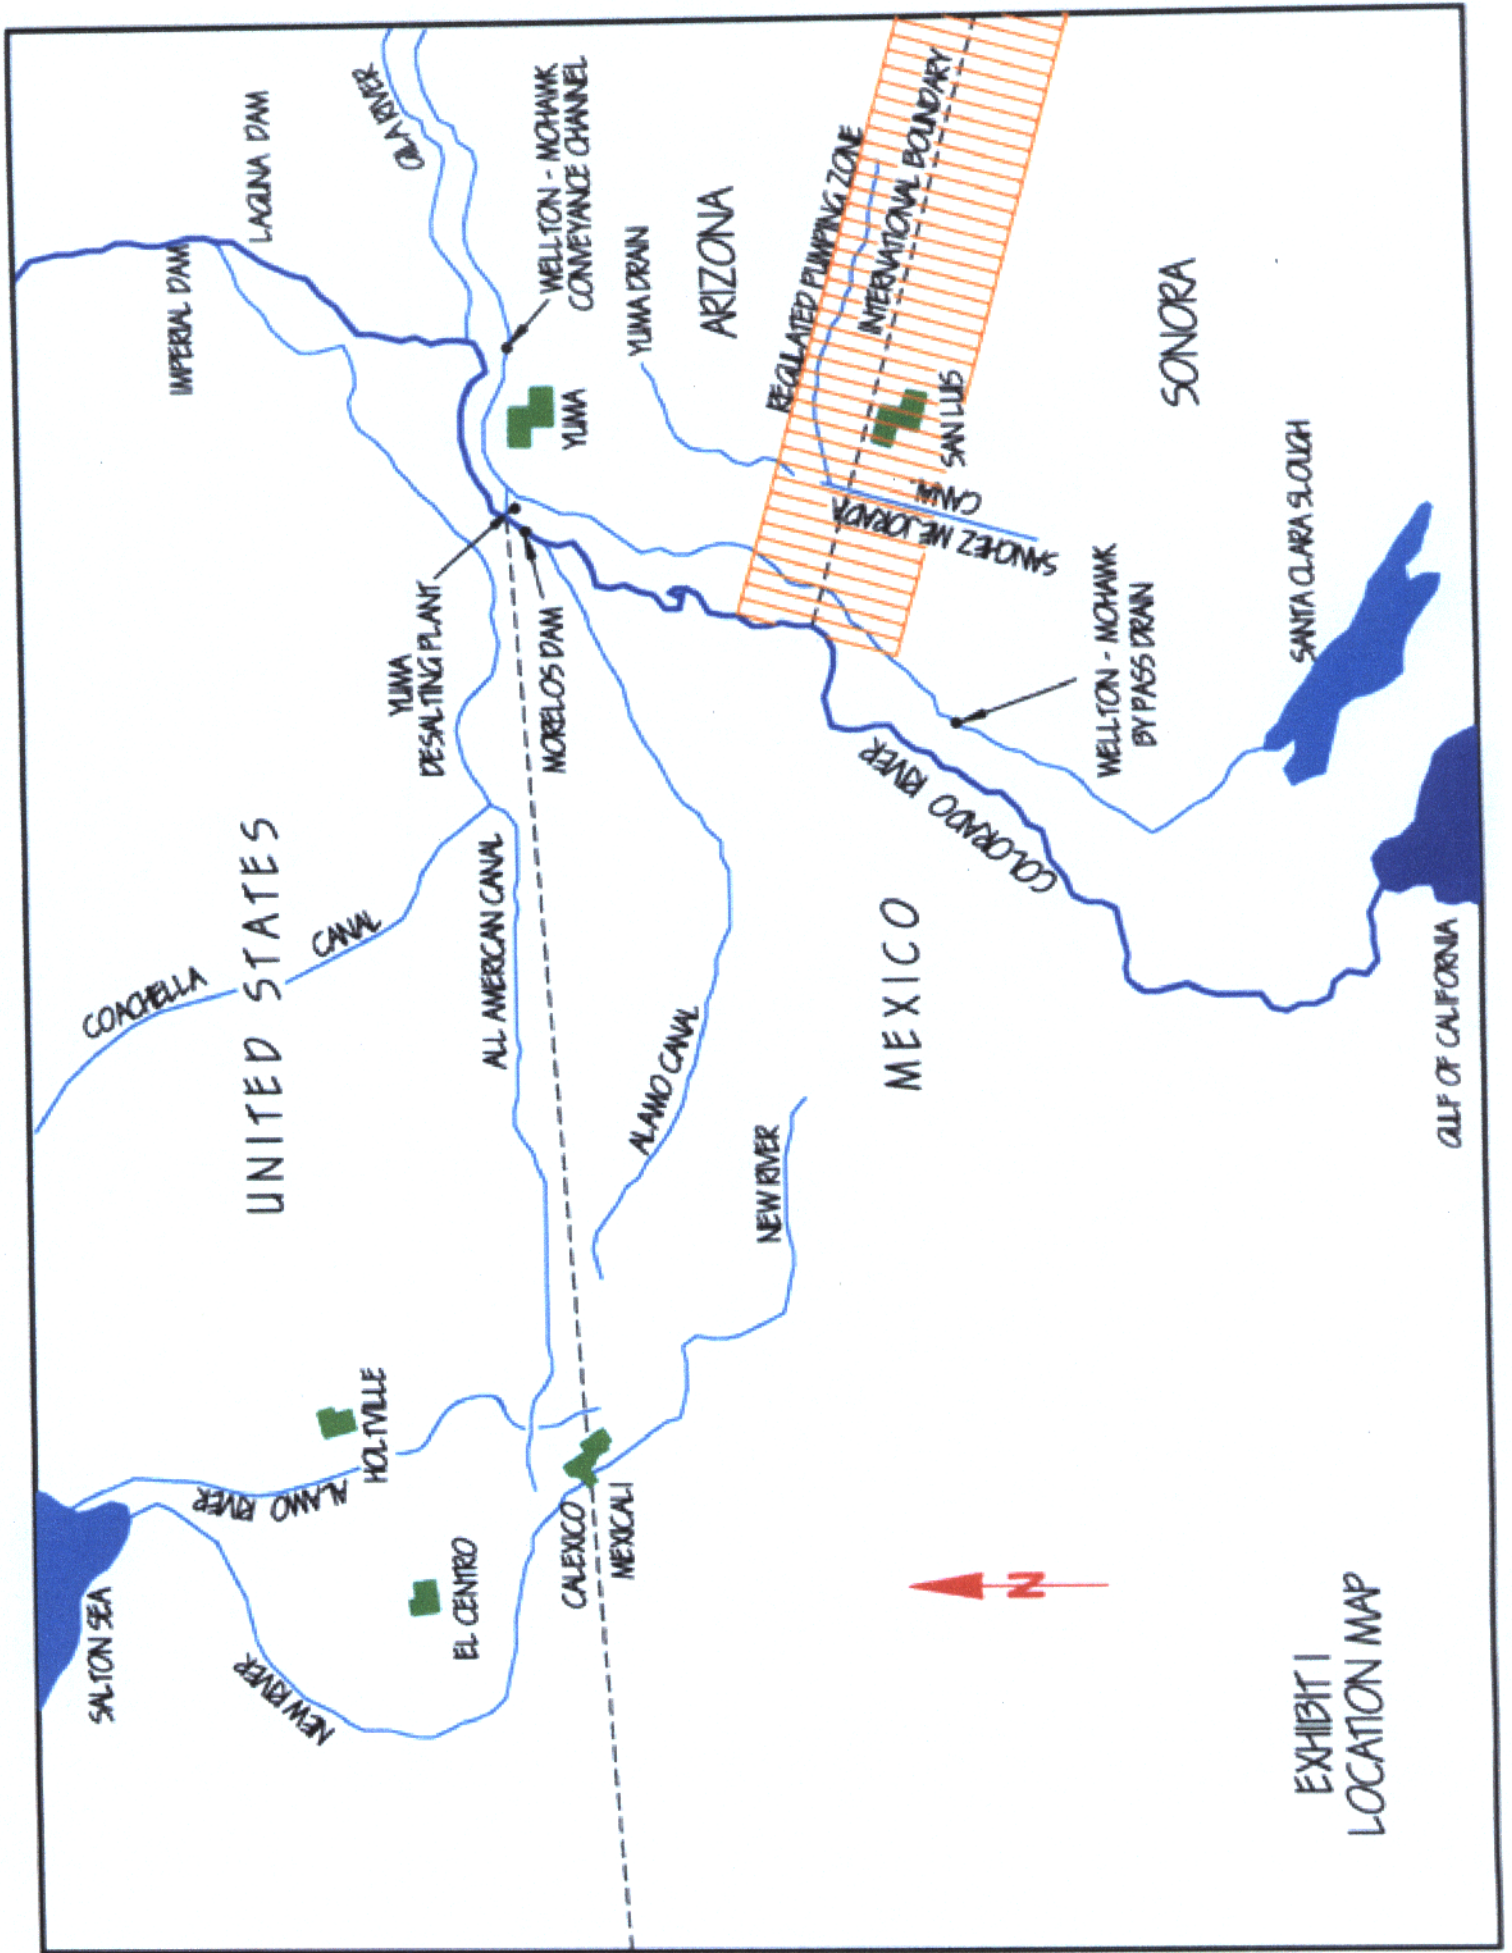 SALTON SEA
NEW RIVER
ALAMO RIVER
HOLTVILLE
EL CENTRO
CALEXICO
MEXICALI
COACHELLA
CANAL
UNITED STATES
ALL AMERICAN CANAL
ALAMO CANAL
NEW RIVER
MEXICO
IMPERIAL DAM
LAGUNA DAM
GILA RIVER
WELLTON - MOHAWK
CONVEYANCE CHANNEL
YUMA
YUMA
DESALTING PLANT
MORELOS DAM
YUMA DRAIN
ARIZONA
REGULATED PUMPING ZONE
INTERNATIONAL BOUNDARY
SAN LUIS
SANCHEZ MEJORADA
CANAL
SONORA
COLORADO RIVER
WELLTON - MOHAWK
BYPASS DRAIN
SANTA CLARA SLOUGH
GULF OF CALIFORNIA
N
EXHIBIT 1
LOCATION MAP